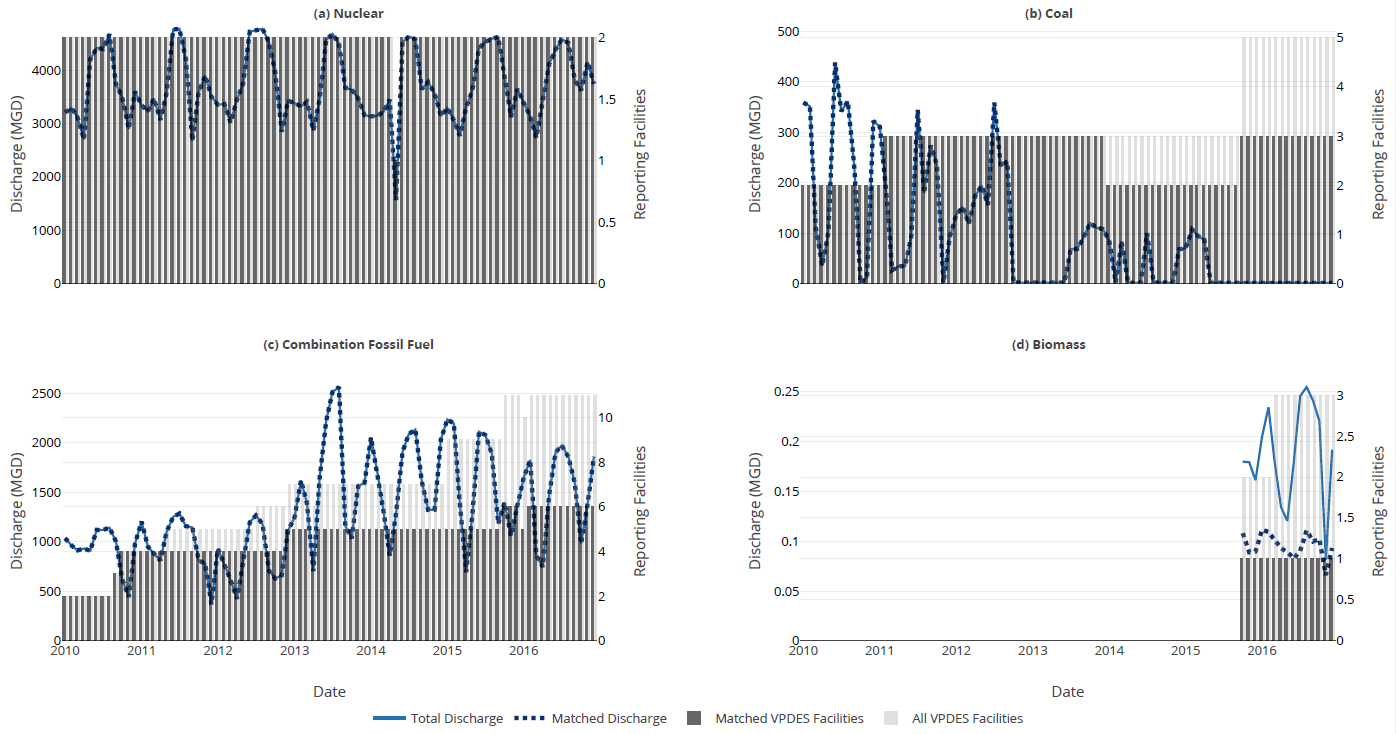 (a) Nuclear
(b) Coal
Discharge (MGD)
0
1000
2000
3000
4000
0
0.5
1
1.5
2
Reporting Facilities
Discharge (MGD)
0
100
200
300
400
500
0
1
2
3
4
5
Reporting Facilities
(c) Combination Fossil Fuel
(d) Biomass
Discharge (MGD)
0
500
1000
1500
2000
2500
0
2
4
6
8
10
Reporting Facilities
2010 2011 2012 2013 2014 2015 2016
Date
Discharge (MGD)
0
0.05
0.1
0.15
0.2
0.25
0
0.5
1
1.5
2
2.5
3
Reporting Facilities
2010 2011 2012 2013 2014 2015 2016
Date
Total Discharge Matched Discharge Matched VPDES Facilities All VPDES Facilities